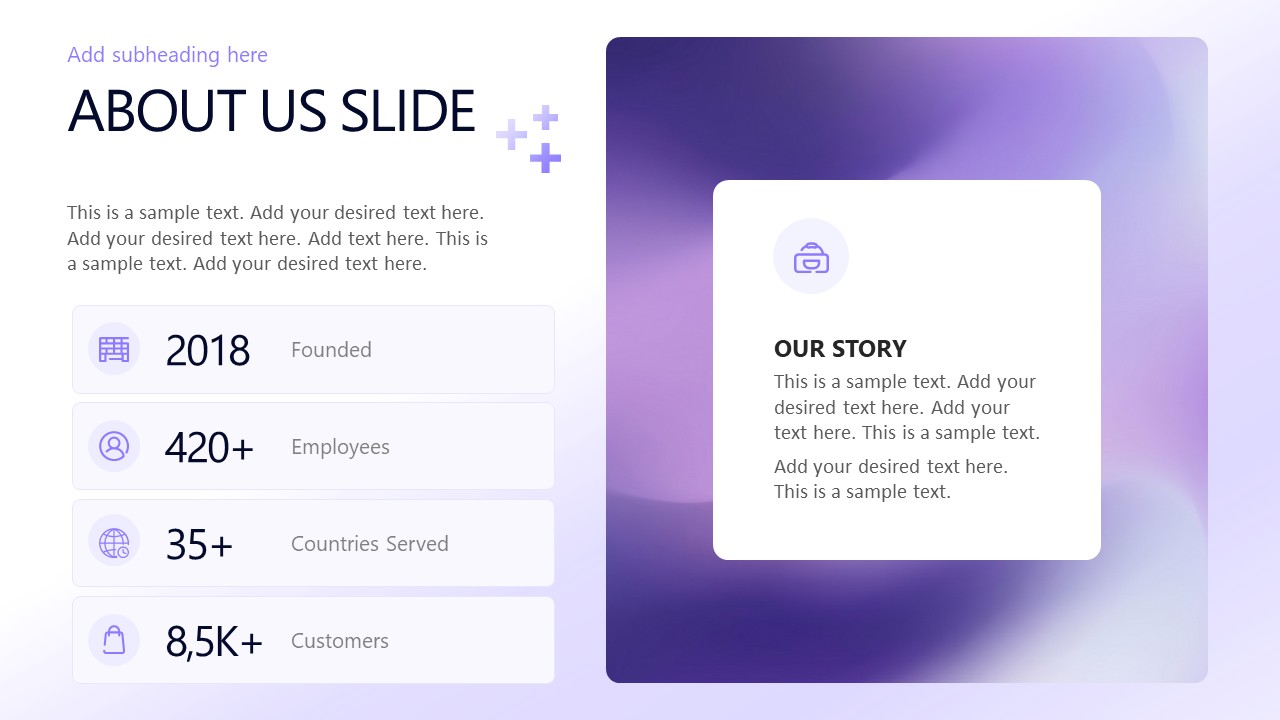 Add subheading here
ABOUT US SLIDE
This is a sample text. Add your desired text here.
Add your desired text here. Add text here. This is
a sample text. Add your desired text here.
2018 Founded
420+ Employees
35+ Countries Served
8,5K+ Customers
OUR STORY
This is a sample text. Add your
desired text here. Add your
text here. This is a sample text.
Add your desired text here.
This is a sample text.